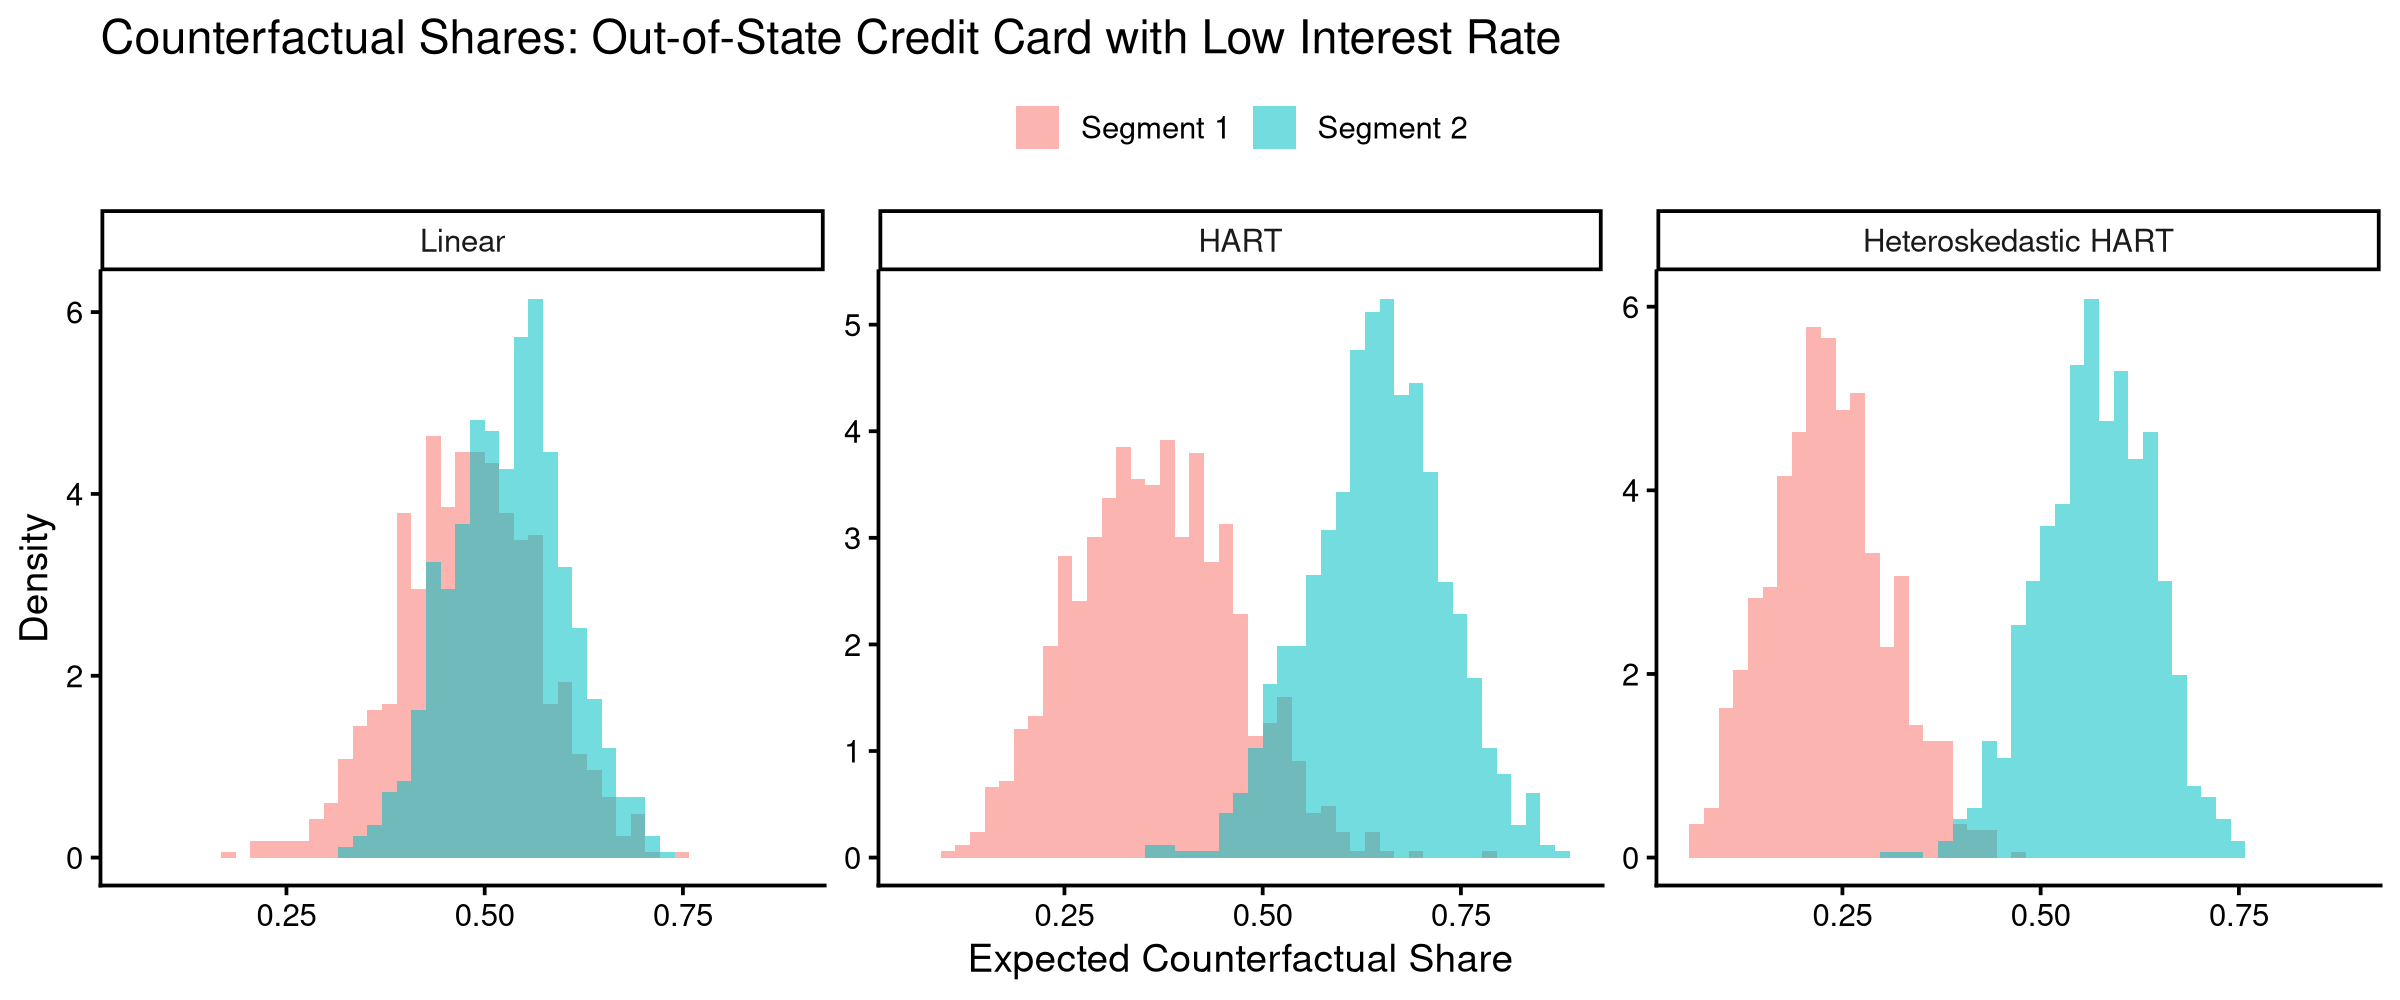 Counterfactual Shares: Out-of-State Credit Card with Low Interest Rate
Segment 1 Segment 2
Linear HART Heteroskedastic HART
Density
6
4
2
0
5
4
3
2
1
0
6
4
2
0
0.25 0.50 0.75 0.25 0.50 0.75 0.25 0.50 0.75
Expected Counterfactual Share